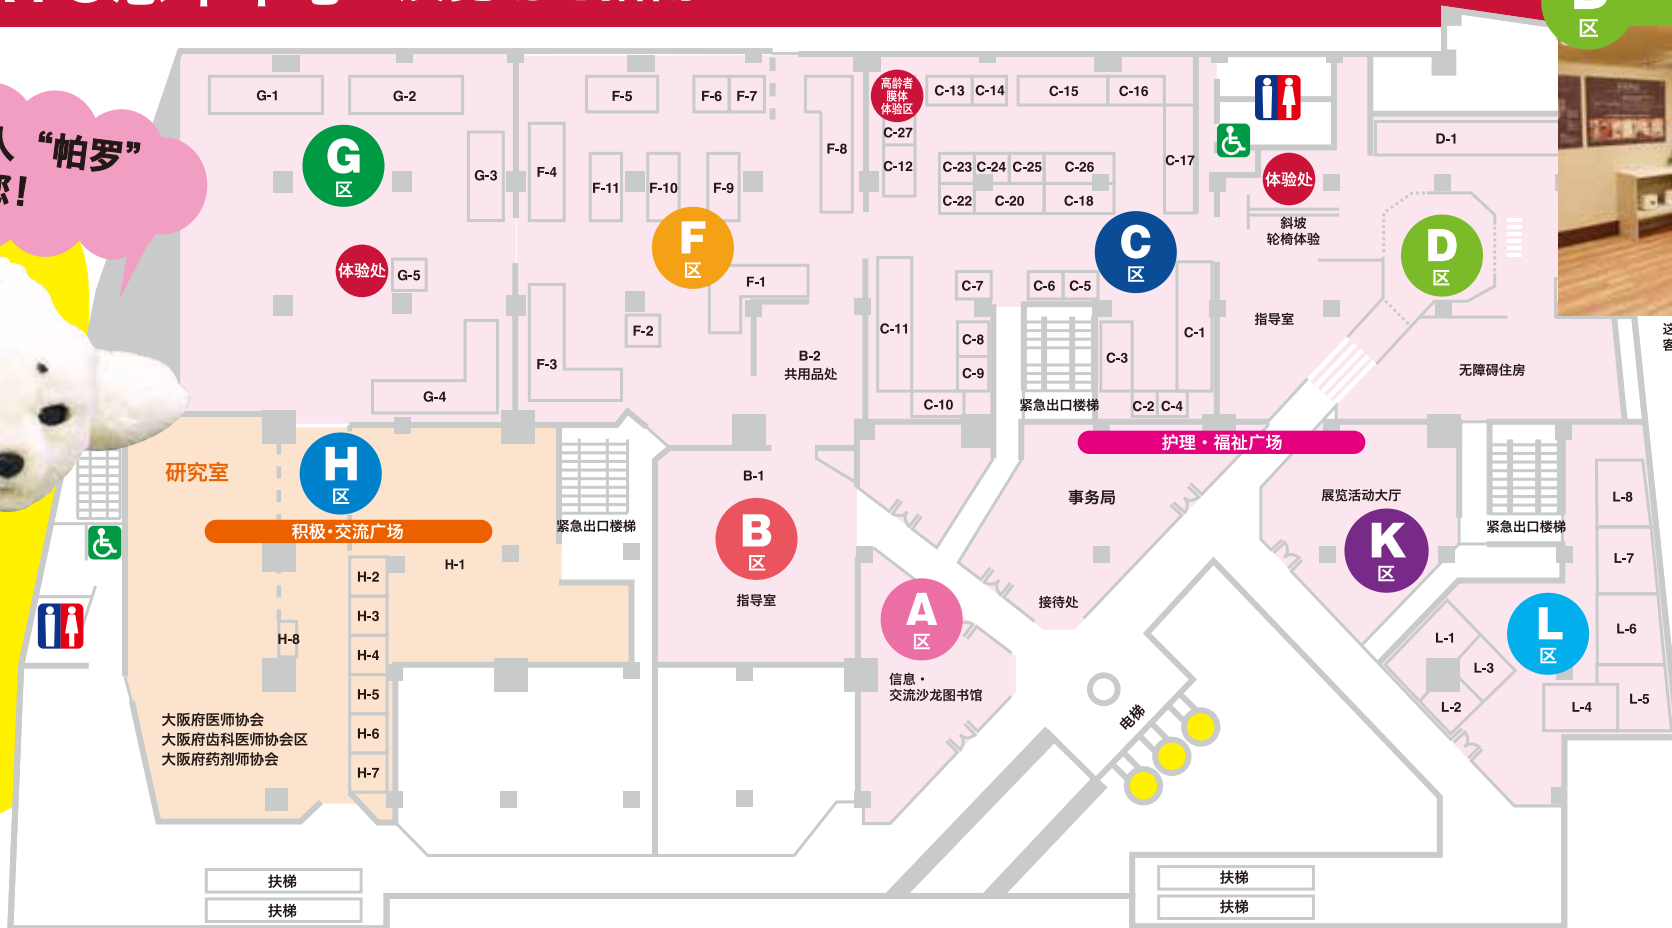 区
人 “帕罗”
您！
G-1
G-2
G-3
G
区
体验处
G-5
G-4
F-5
F-6
F-7
F-8
F-4
F-11
F-10
F-9
F
区
F-1
F-2
F-3
B-2
共用品处
高龄者
膜体
体验区
C-13
C-14
C-15
C-16
C-27
C-12
C-23
C-24
C-25
C-26
C-22
C-20
C-18
C-17
C
区
C-7
C-6
C-5
C-11
C-8
C-9
C-10
C-3
C-1
C-2
C-4
紧急出口楼梯
体验处
斜坡
轮椅体验
指导室
D-1
D
区
无障碍住房
护理・福祉广场
研究室
H
区
积极・交流广场
H-1
H-2
H-3
H-4
H-5
H-6
H-7
H-8
大阪府医师协会
大阪府齿科医师协会区
大阪府药剂师协会
紧急出口楼梯
B-1
B
区
指导室
A
区
信息・
交流沙龙图书馆
事务局
接待处
电梯
展览活动大厅
K
区
紧急出口楼梯
L-8
L-7
L-6
L-5
L-4
L-1
L-3
L-2
L
区
扶梯
扶梯
扶梯
扶梯